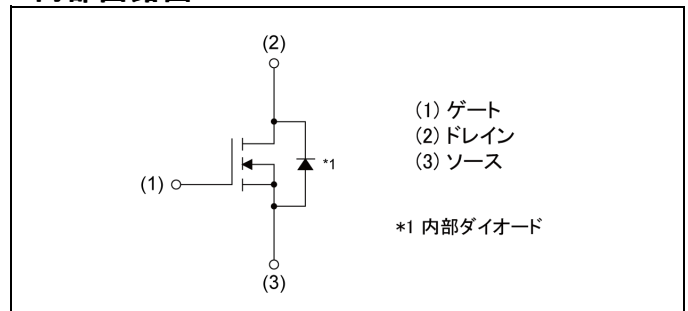 (2)
(1) ゲート
(2) ドレイン
(3) ソース
*1
(1)
*1 内部ダイオード
(3)